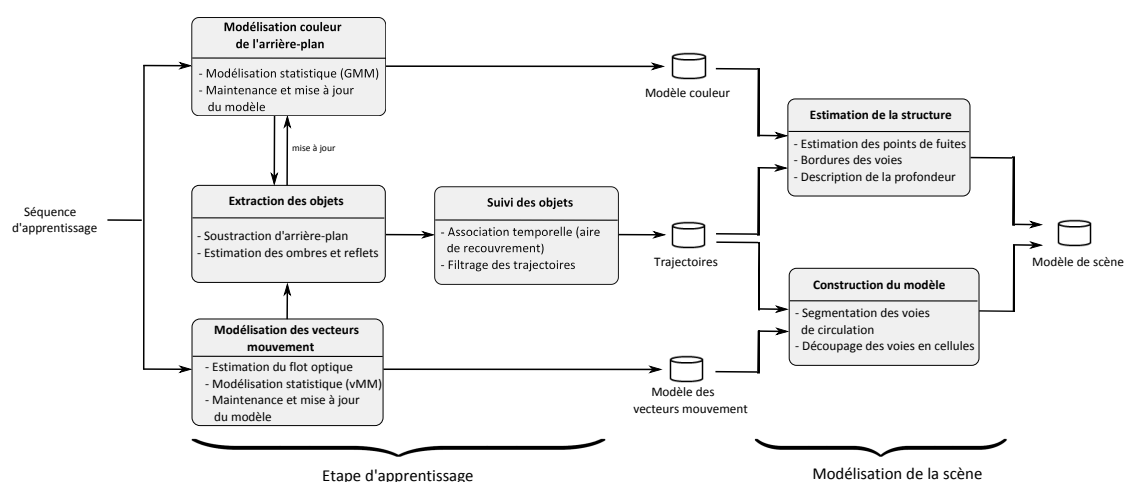 Modélisation couleur
de l'arrière-plan
- Modélisation statistique (GMM)
- Maintenance et mise à jour
du modèle
mise à jour
Séquence
d'apprentissage
Extraction des objets
- Soustraction d'arrière-plan
- Estimation des ombres et reflets
Modélisation des vecteurs
mouvement
- Estimation du flot optique
- Modélisation statistique (vMM)
- Maintenance et mise à jour
du modèle
Suivi des objets
- Association temporelle (aire
de recouvrement)
- Filtrage des trajectoires
Modèle couleur
Trajectoires
Modèle des
vecteurs mouvement
Estimation de la structure
- Estimation des points de fuites
- Bordures des voies
- Description de la profondeur
Construction du modèle
- Segmentation des voies
de circulation
- Découpage des voies en cellules
Modèle de scène
Etape d'apprentissage
Modélisation de la scène